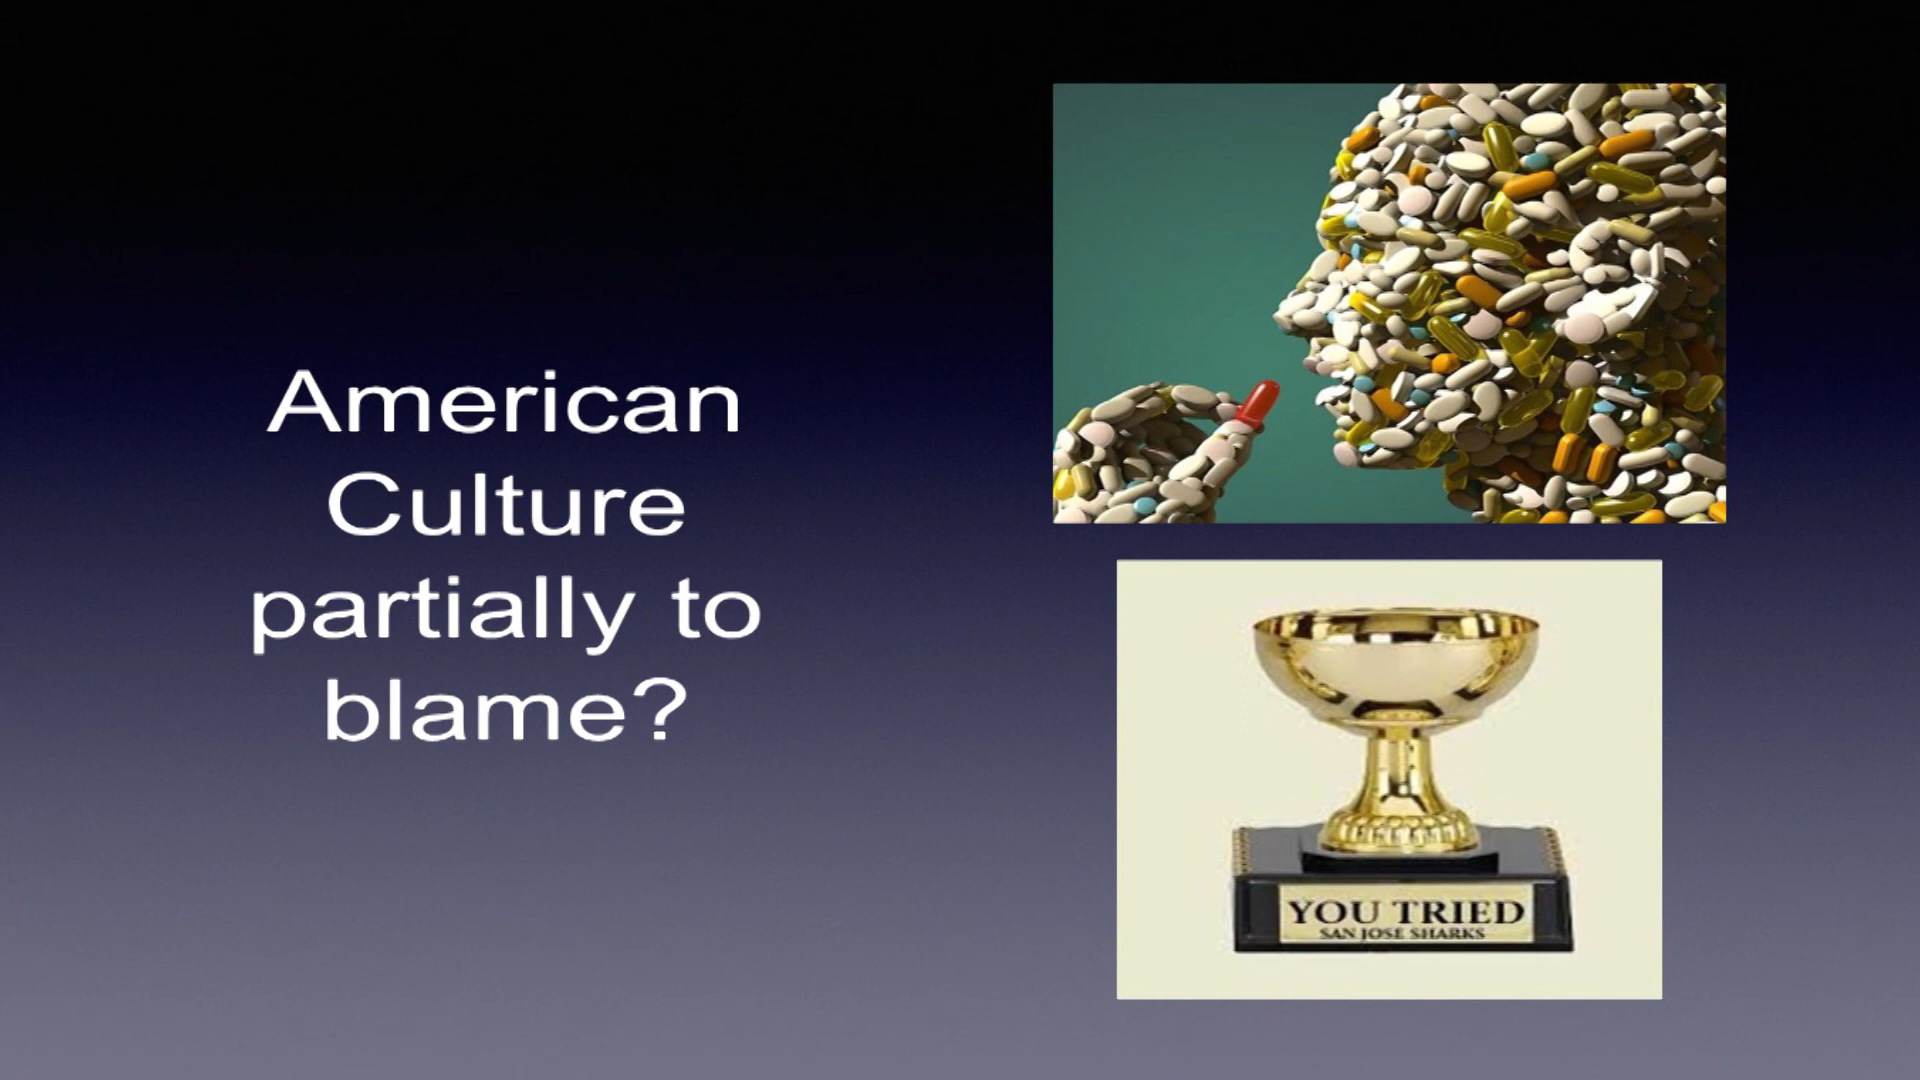 American
Culture
partially to
blame?
YOU TRIED
SAN JOSE SHARKS